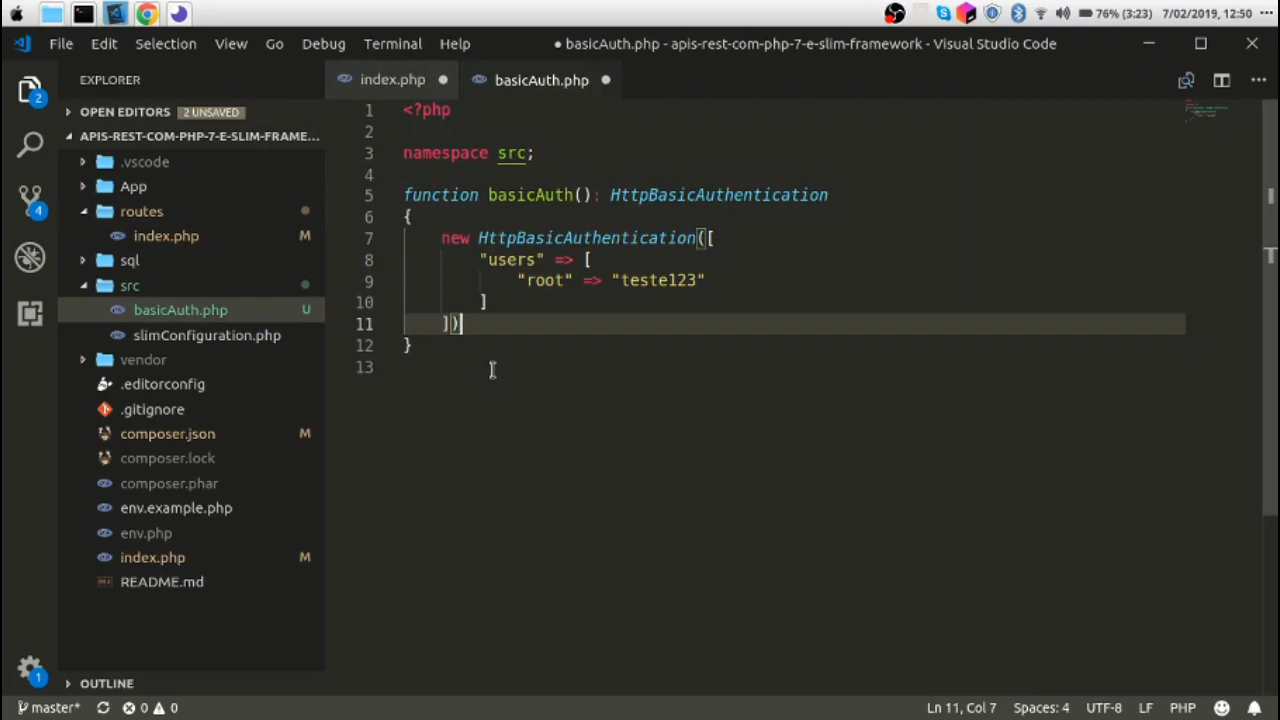 76% (3:23) 7/02/2019, 12:50
File Edit Selection View Go Debug Terminal Help ● basicAuth.php - apis-rest-com-php-7-e-slim-framework - Visual Studio Code
EXPLORER
OPEN EDITORS 2 UNSAVED
APIS-REST-COM-PHP-7-E-SLIM-FRAME...
.vscode
App
routes
index.php M
sql
src
basicAuth.php U
slimConfiguration.php
vendor
.editorconfig
.gitignore
composer.json M
composer.lock
composer.phar
env.example.php
env.php
index.php M
README.md
OUTLINE
2
4
1
index.php ● basicAuth.php ●
1 <?php
2
3 namespace src;
4
5 function basicAuth(): HttpBasicAuthentication
6 {
7 new HttpBasicAuthentication([
8 "users" => [
9 "root" => "teste123"
10 ]
11 ])
12 }
13
master* 0 0 Ln 11, Col 7 Spaces: 4 UTF-8 LF PHP